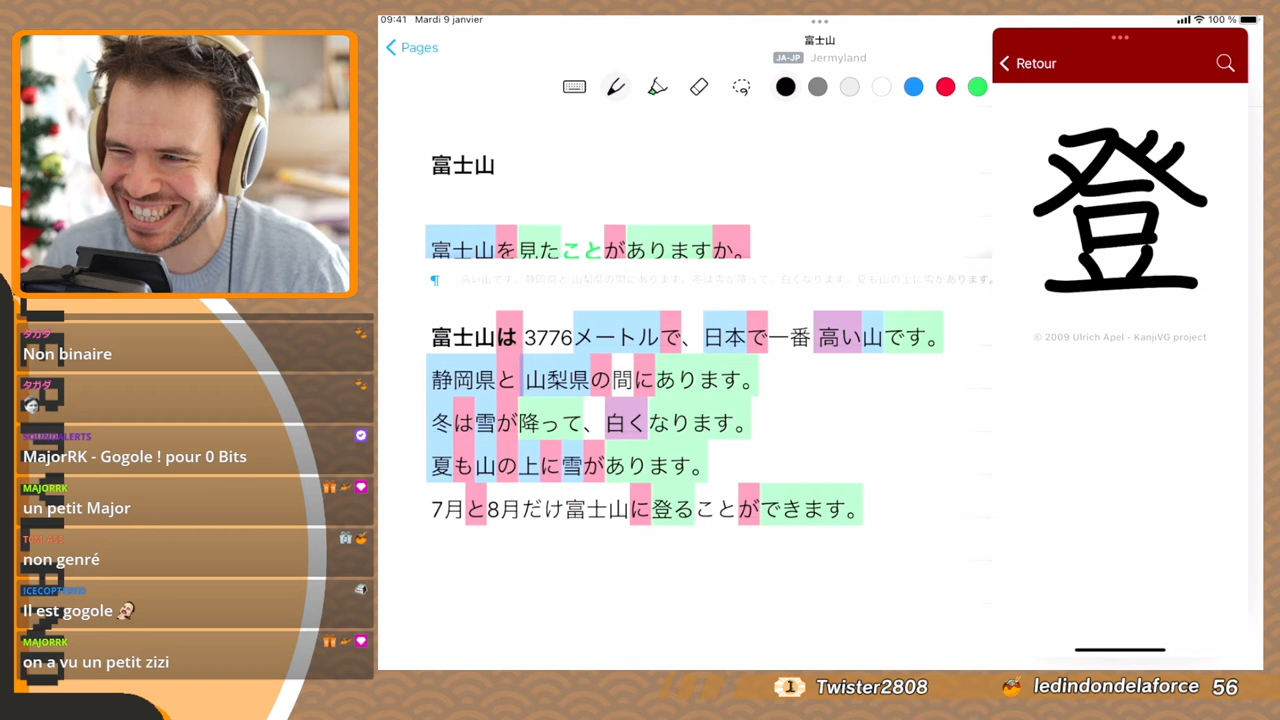 09:41 Mardi 9 janvier
100 %
Pages
富士山
JA-JP Jermyland
Retour
富士山
富士山を見たことがありますか。
富士山は 3776メートルで、日本で一番 高い山です。
静岡県と 山梨県の間にあります。
冬は雪が降って、白くなります。
夏も山の上に雪があります。
7月と8月だけ富士山に登ることができます。
登
© 2009 Ulrich Apel - KanjiVG project
タガダ
Non binaire
タガダ
SOUNDALERTS
MajorRK - Gogole ! pour 0 Bits
MAJORRK
un petit Major
non genré
Il est gogole
MAJORRK
on a vu un petit zizi
1 Twister2808
ledindondelaforce 56